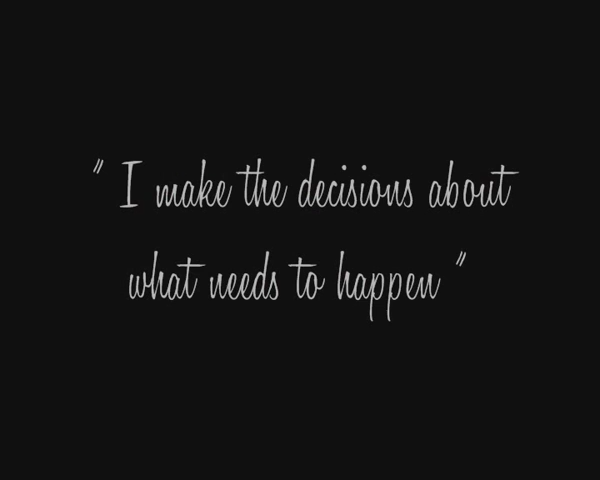 " I make the decisions about
what needs to happen "